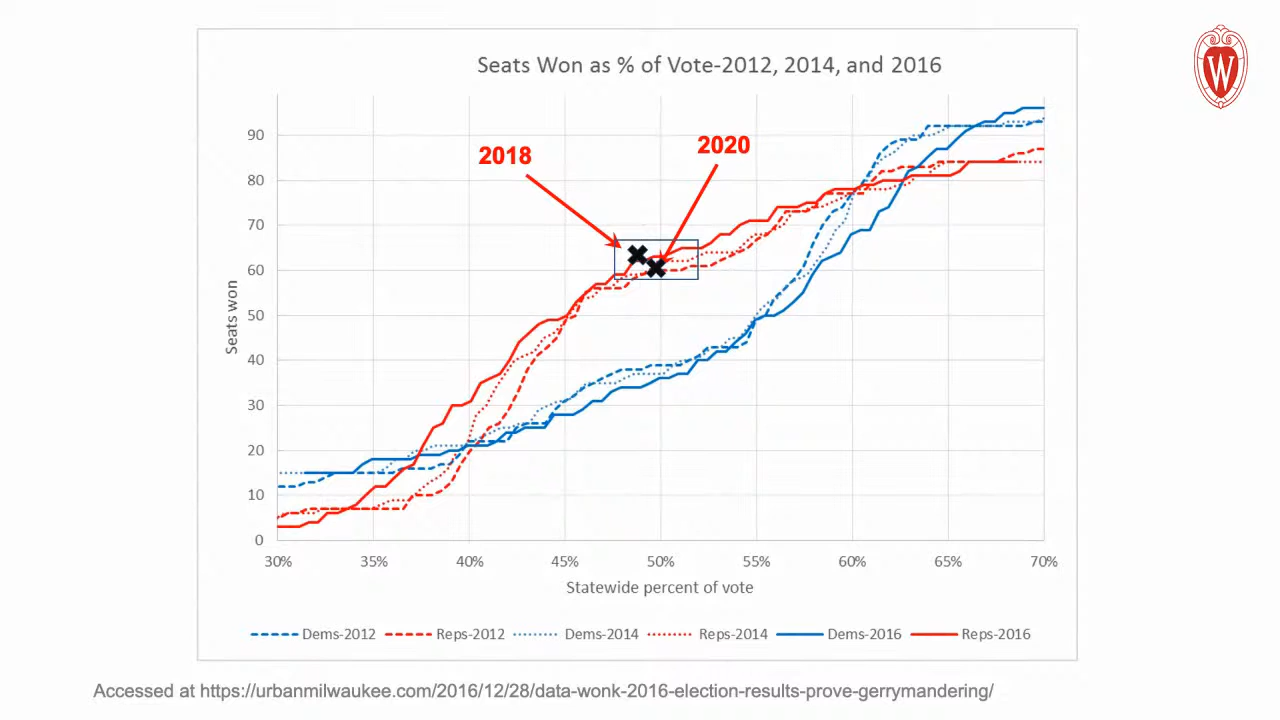 W
Seats Won as % of Vote-2012, 2014, and 2016
2018
2020
90
80
70
60
50
40
30
20
10
0
Seats won
30% 35% 40% 45% 50% 55% 60% 65% 70%
Statewide percent of vote
Dems-2012 Reps-2012 Dems-2014 Reps-2014 Dems-2016 Reps-2016
Accessed at https://urbanmilwaukee.com/2016/12/28/data-wonk-2016-election-results-prove-gerrymandering/